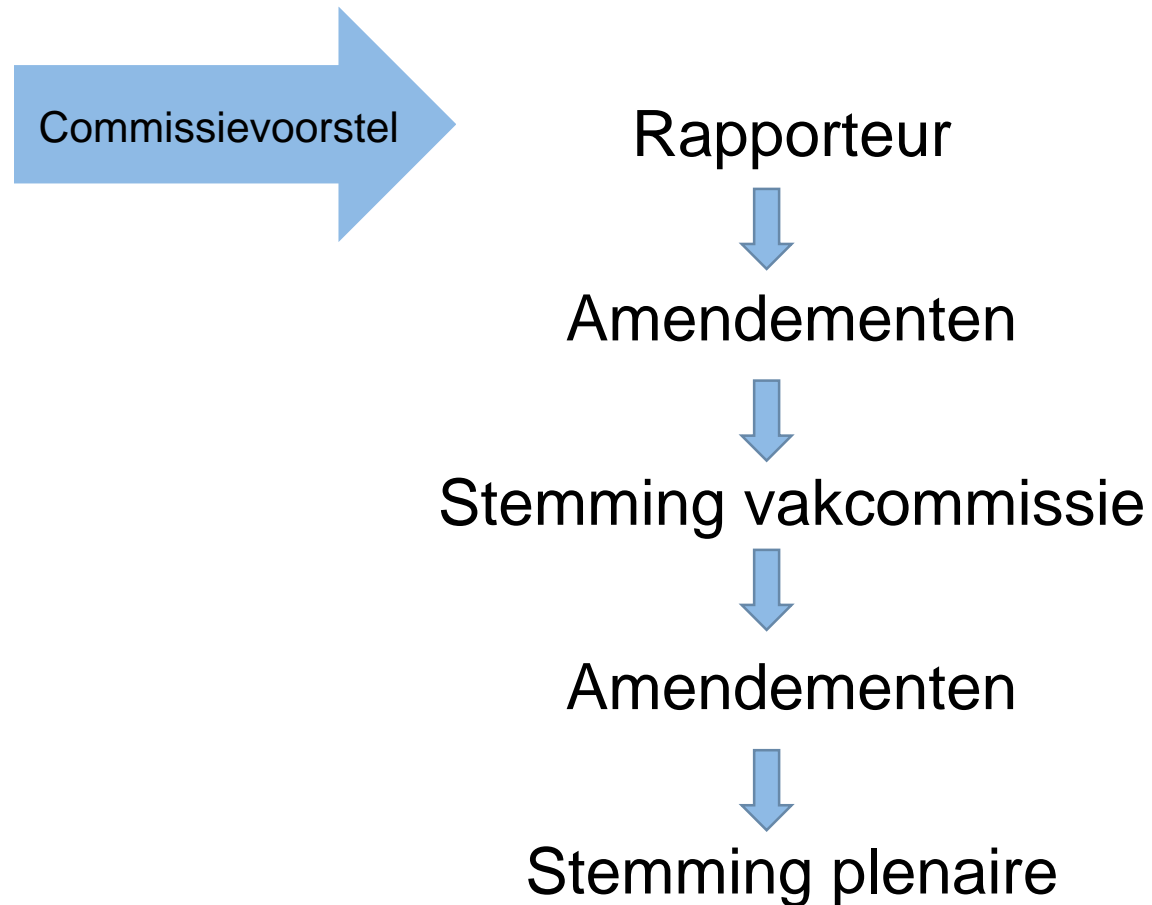 Commissievoorstel
Rapporteur
Amendementen
Stemming vakcommissie
Amendementen
Stemming plenaire